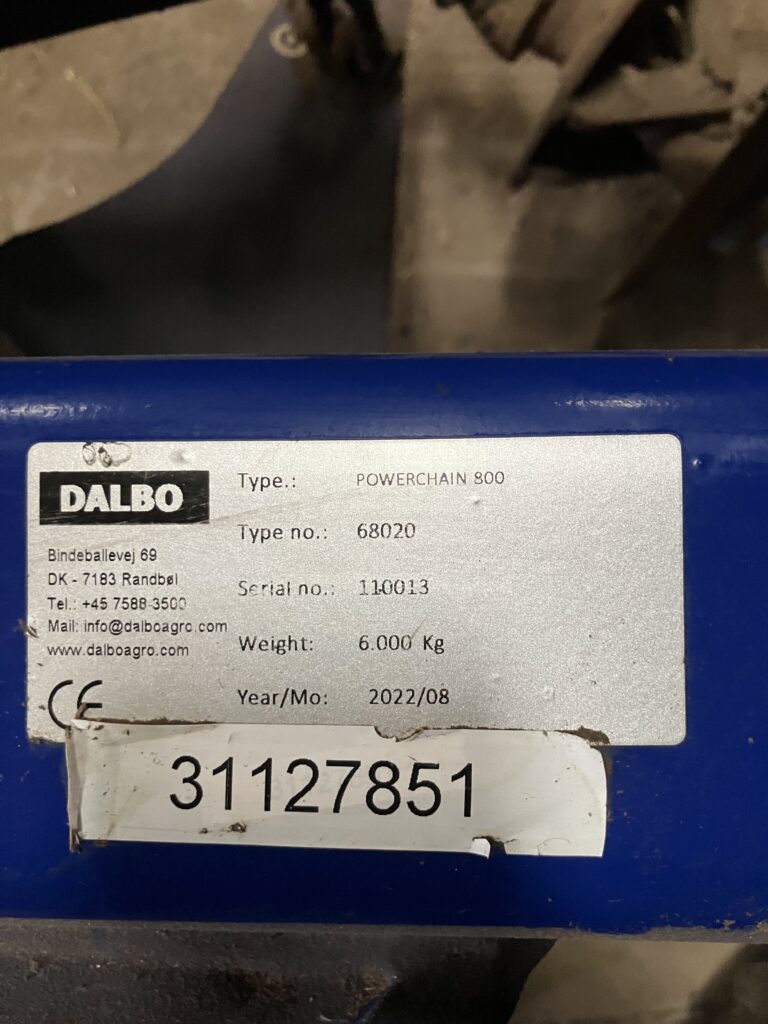 DALBO
Bindeballevej 69
DK - 7183 Randbøl
Tel.: +45 7588 3500
Mail: info@dalboagro.com
www.dalboagro.com
CE
Type.: POWERCHAIN 800
Type no.: 68020
Serial no.: 110013
Weight: 6.000 Kg
Year/Mo: 2022/08
31127851